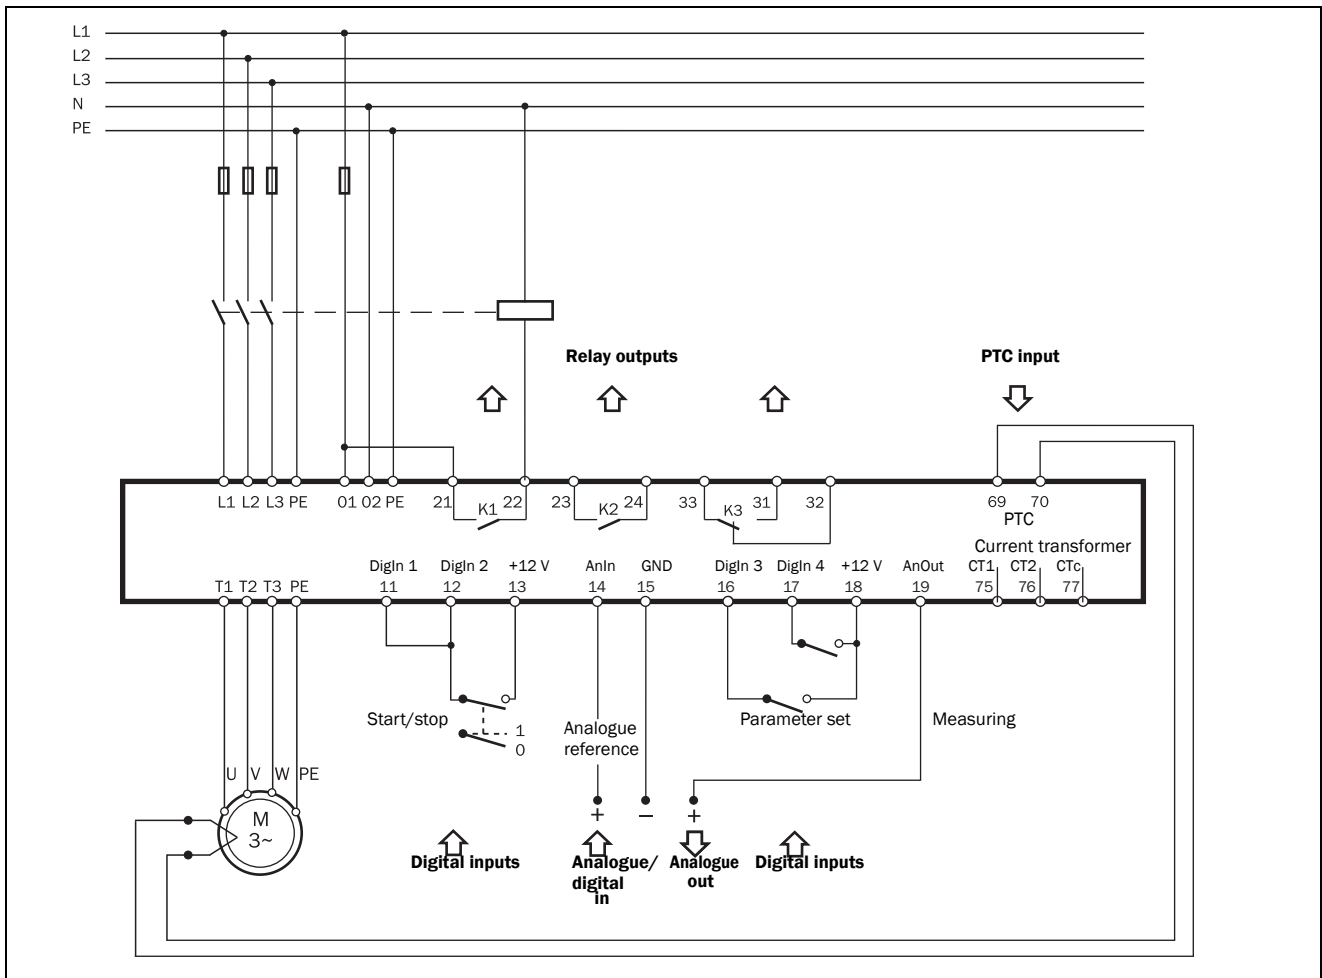 L1
L2
L3
N
PE
Relay outputs
PTC input
L1 L2 L3 PE 01 02 PE 21 K1 22 23 K2 24 33 K3 31 32 69 70
PTC
Current transformer
DigIn 1 DigIn 2 +12 V AnIn GND DigIn 3 DigIn 4 +12 V AnOut CT1 CT2 CTc
T1 T2 T3 PE 11 12 13 14 15 16 17 18 19 75 76 77
Start/stop
1
0
Analogue
reference
Parameter set
Measuring
U V W PE
M
3~
+ − +
Digital inputs
Analogue/
digital
in
Analogue
out
Digital inputs